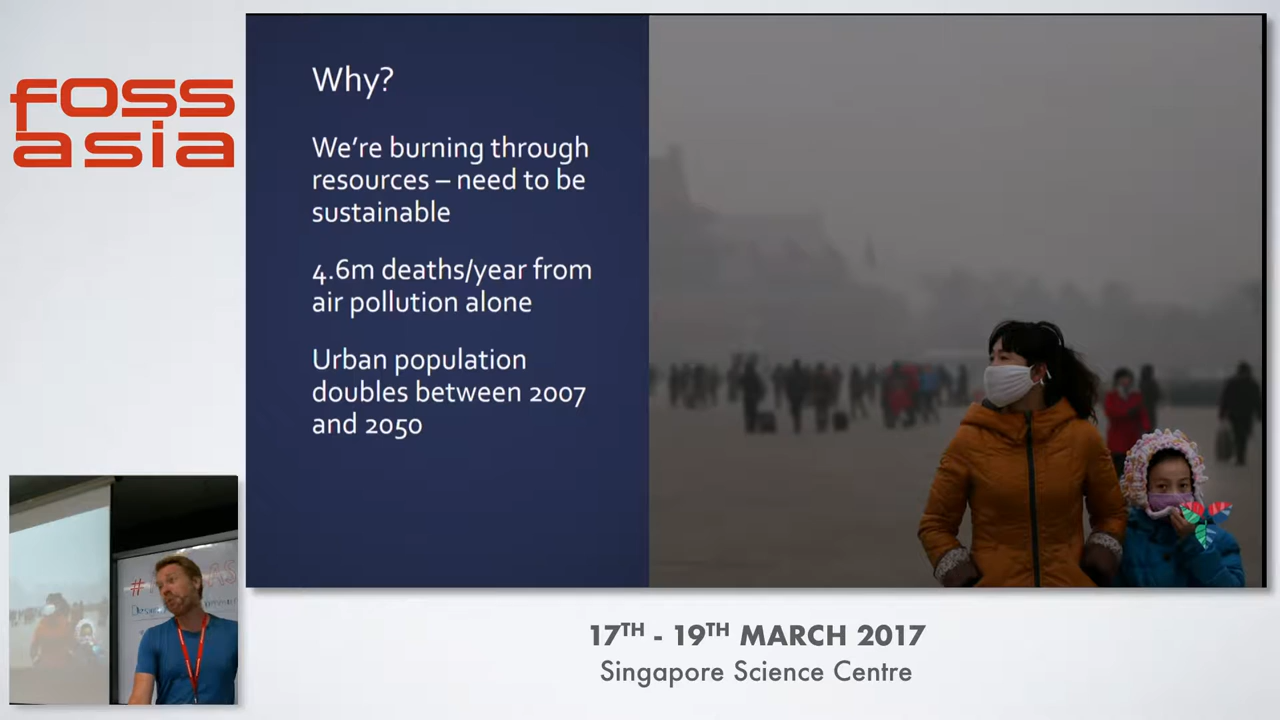 foss
asia
Why?
We're burning through
resources – need to be
sustainable
4.6m deaths/year from
air pollution alone
Urban population
doubles between 2007
and 2050
17TH - 19TH MARCH 2017
Singapore Science Centre